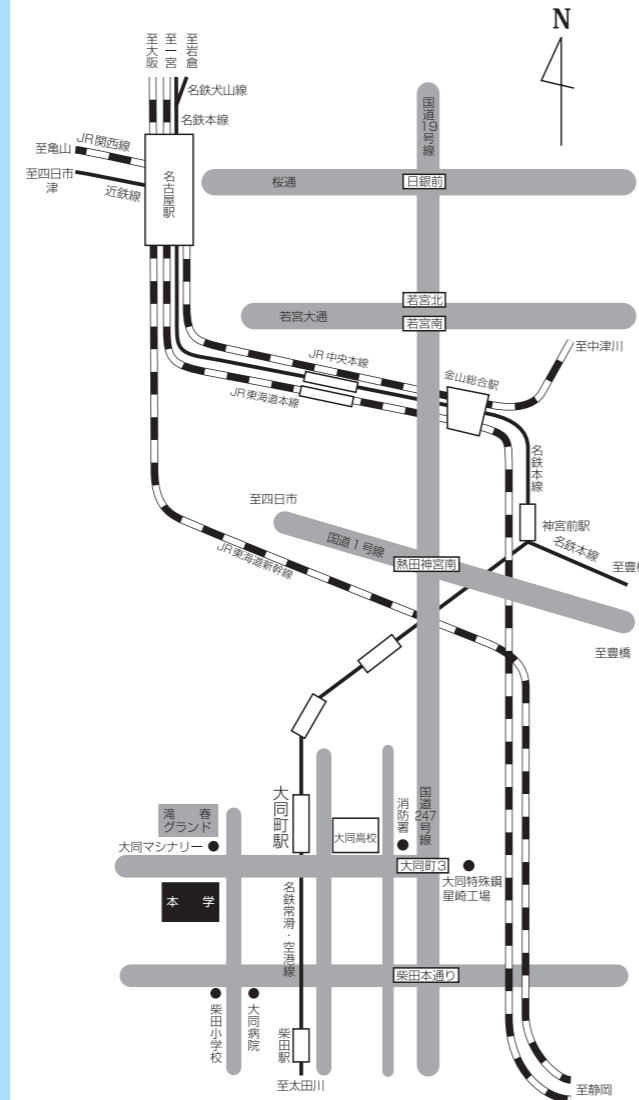 N
至大阪
至一宮
至岩倉
名鉄犬山線
名鉄本線
国道19号線
JR関西線
至亀山
至四日市
津
近鉄線
名古屋駅
桜通
日銀前
若宮北
若宮大通
若宮南
JR中央本線
至中津川
金山総合駅
JR東海道本線
名鉄本線
至四日市
神宮前駅
国道1号線
名鉄本線
JR東海道新幹線
熱田神宮南
至豊橋
至豊橋
大同町駅
国道247号線
消防署
滝春
グランド
大同高校
大同マシナリー
大同町3
大同特殊鋼
星崎工場
本学
名鉄常滑・空港線
柴田本通り
柴田小学校
大同病院
柴田駅
至太田川
至静岡